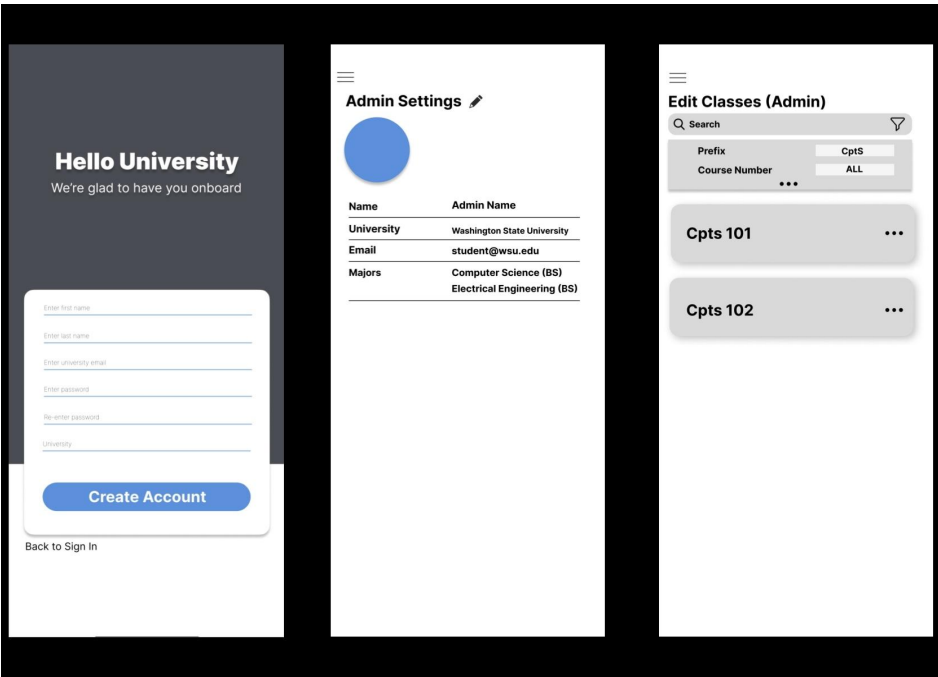 Hello University
We're glad to have you onboard
Enter first name
Enter last name
Enter university email
Enter password
Re-enter password
University
Create Account
Back to Sign In
Admin Settings
Name Admin Name
University Washington State University
Email student@wsu.edu
Majors Computer Science (BS)
Electrical Engineering (BS)
Edit Classes (Admin)
Search
Prefix CptS
Course Number ALL
Cpts 101
Cpts 102